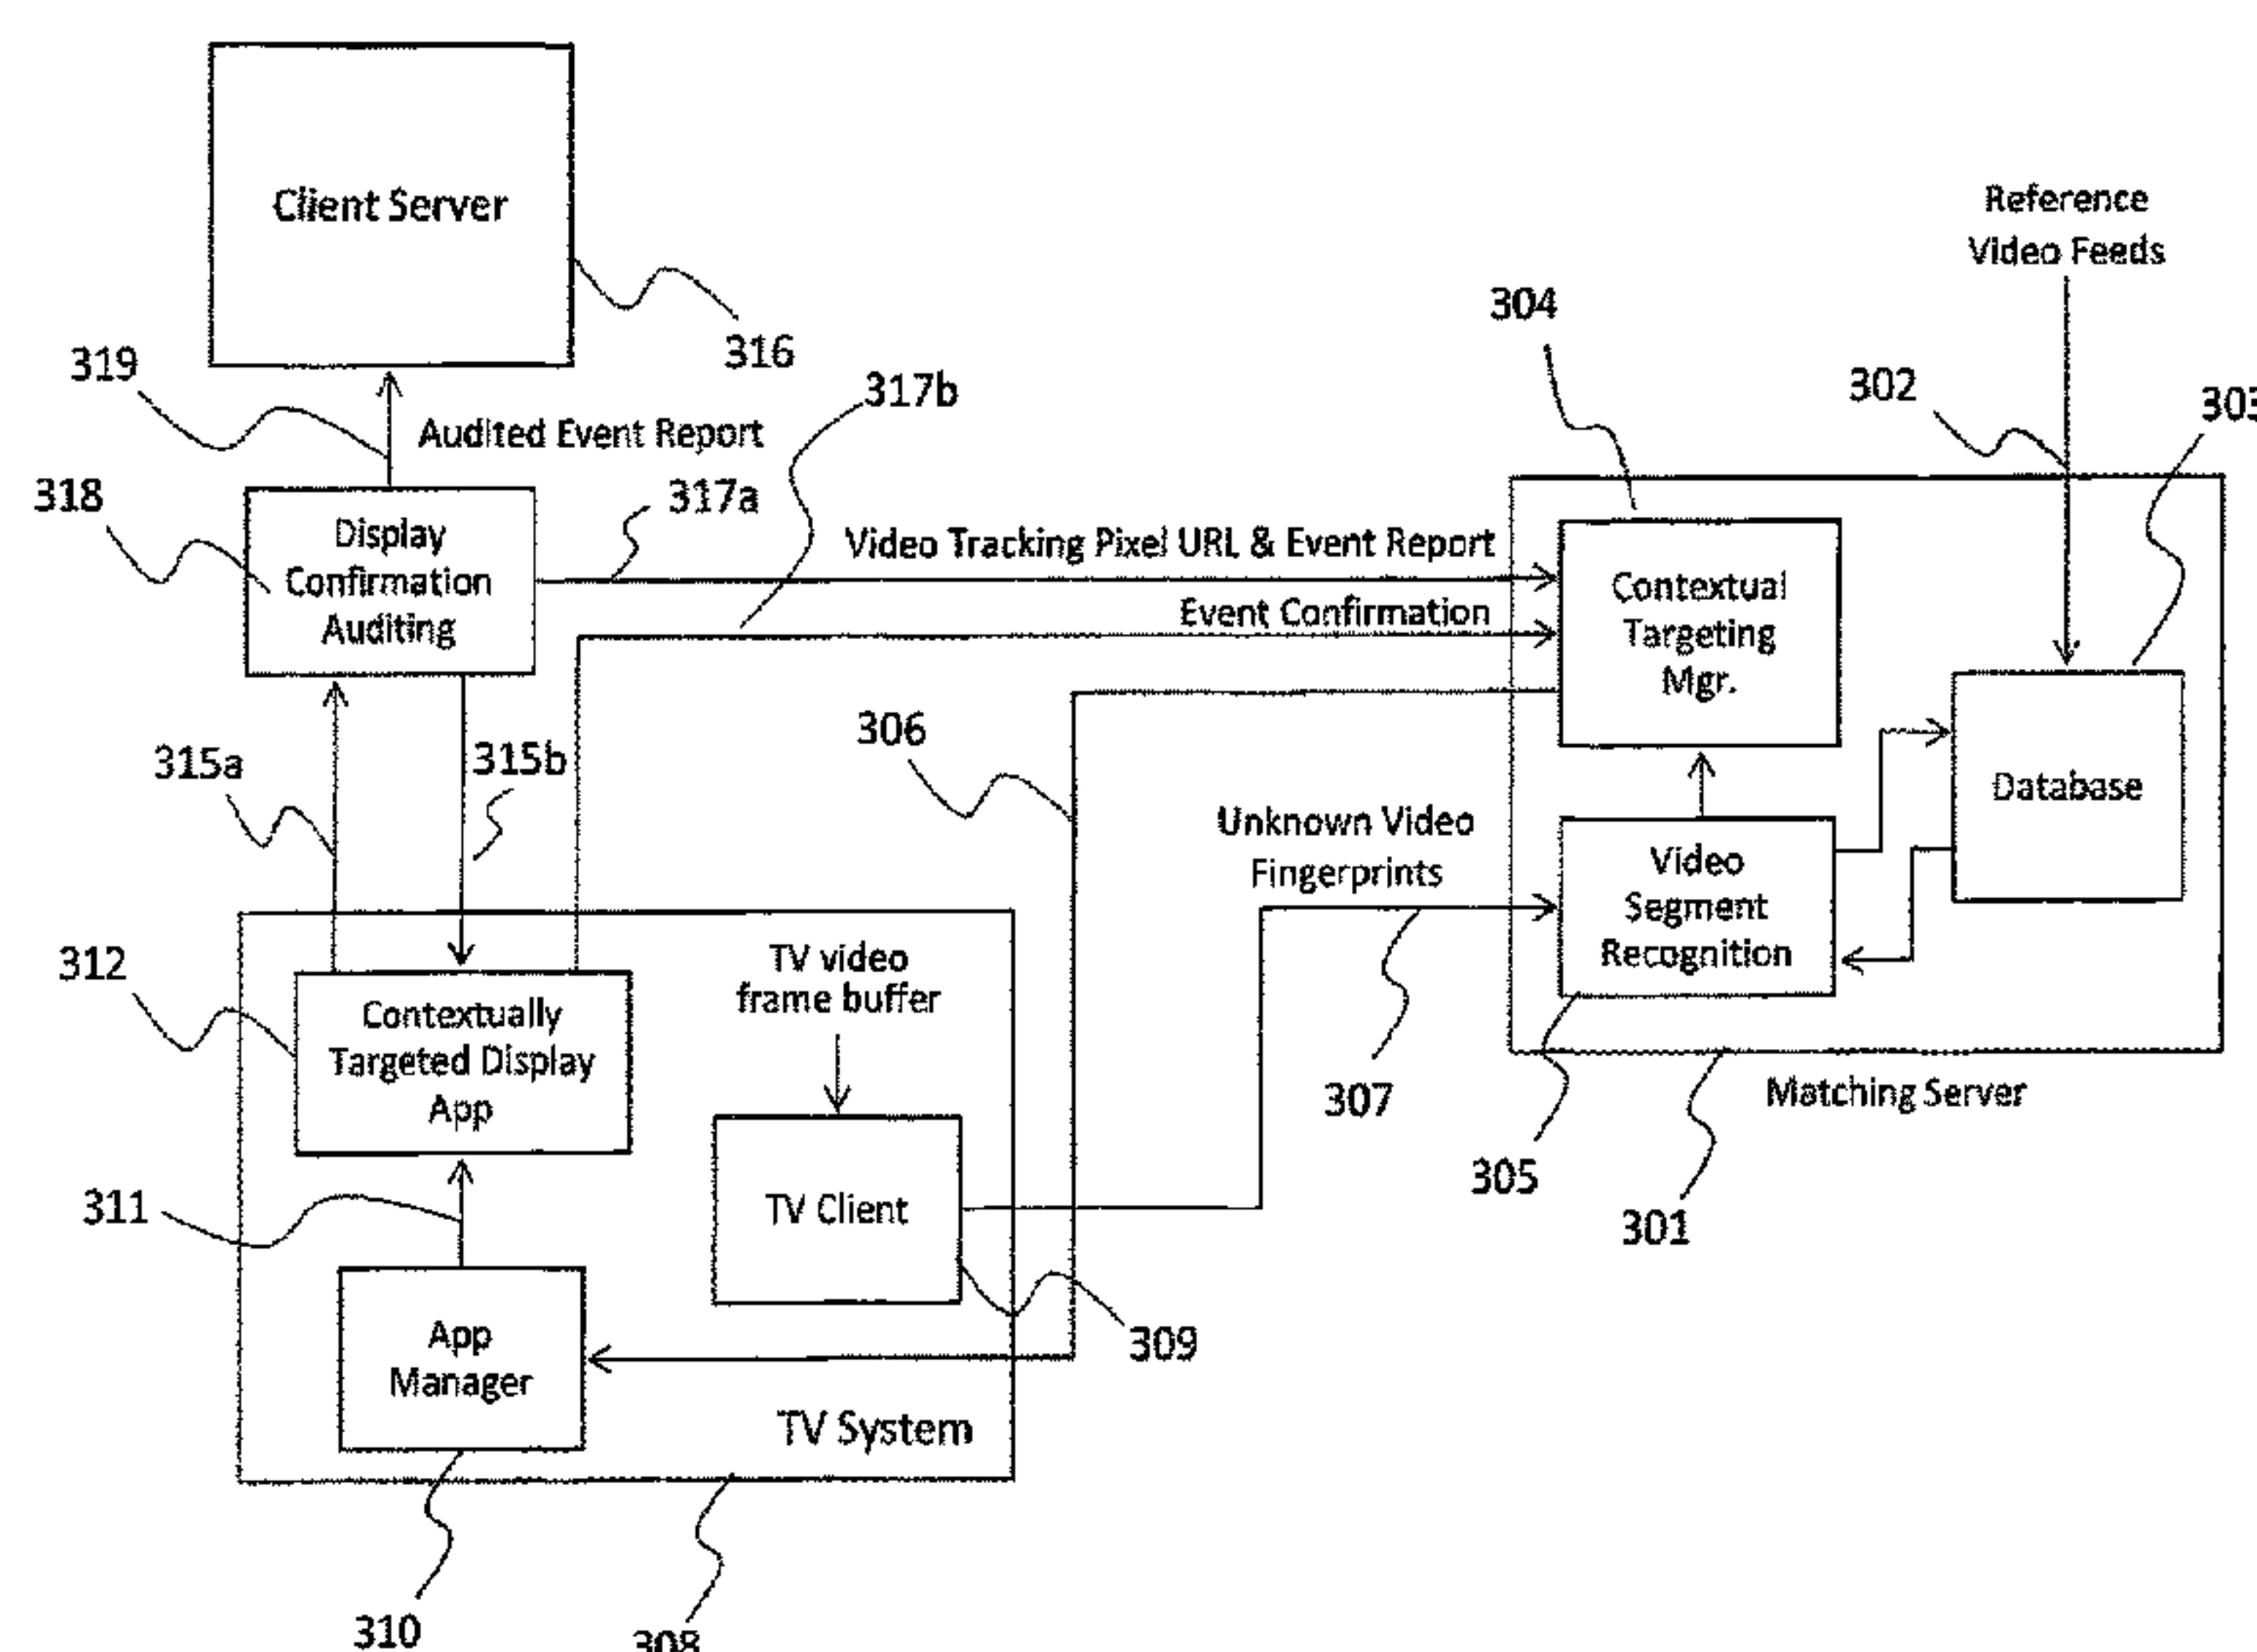 Client Server
316
319
Audited Event Report
317b
318
Display
Confirmation
Auditing
317a
Video Tracking Pixel URL & Event Report
Event Confirmation
315a
315b
306
Reference
Video Feeds
304
302
303
Contextual
Targeting
Mgr.
Database
Unknown Video
Fingerprints
Video
Segment
Recognition
307
305
Matching Server
301
312
Contextually
Targeted Display
App
TV video
frame buffer
TV Client
311
309
App
Manager
TV System
310
308